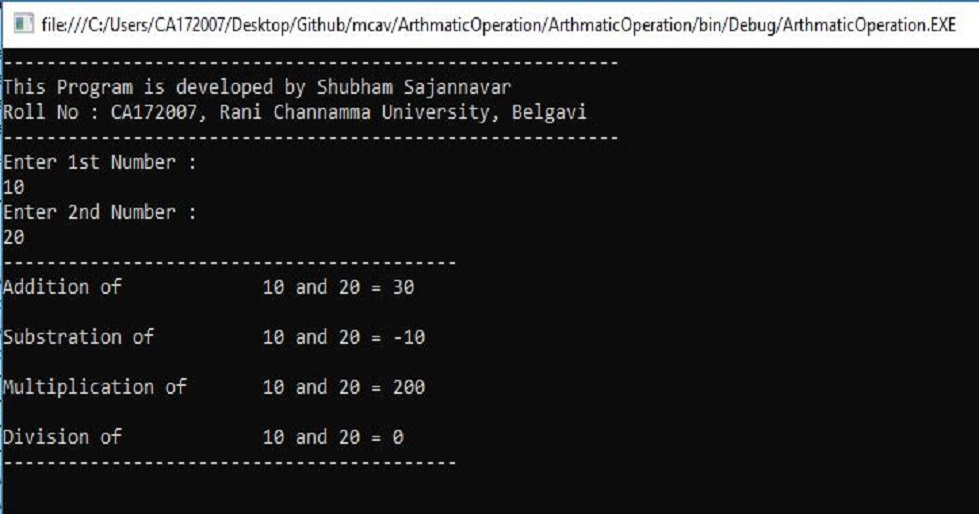 file:///C:/Users/CA172007/Desktop/Github/mcav/ArthmaticOperation/ArthmaticOperation/bin/Debug/ArthmaticOperation.EXE
---------------------------------------------------------
This Program is developed by Shubham Sajannavar
Roll No : CA172007, Rani Channamma University, Belgavi
---------------------------------------------------------
Enter 1st Number :
10
Enter 2nd Number :
20
------------------------------------------
Addition of 10 and 20 = 30
Substration of 10 and 20 = -10
Multiplication of 10 and 20 = 200
Division of 10 and 20 = 0
------------------------------------------